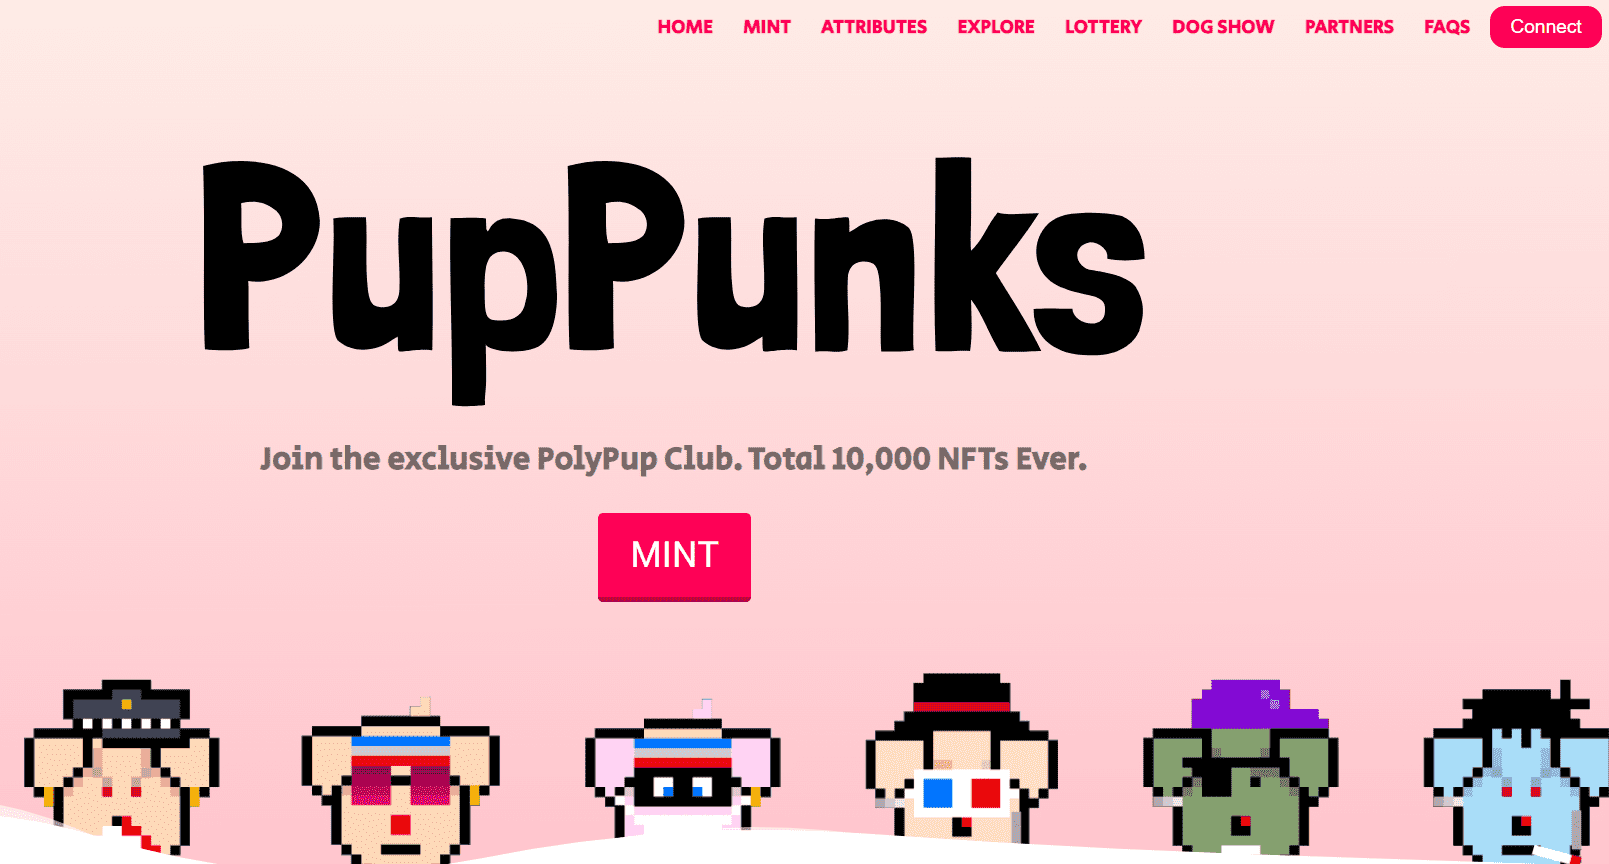 HOME MINT ATTRIBUTES EXPLORE LOTTERY DOG SHOW PARTNERS FAQS Connect
PupPunks
Join the exclusive PolyPup Club. Total 10,000 NFTs Ever.
MINT